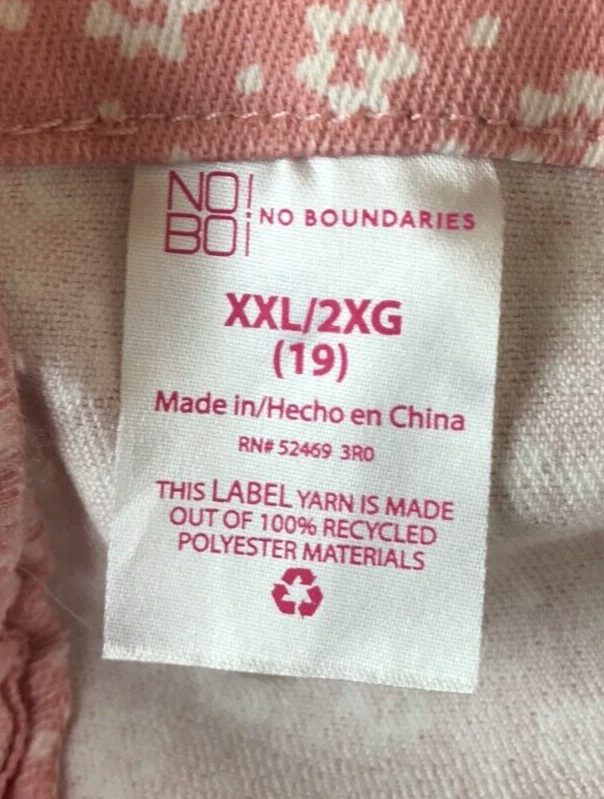 NO!
BO¡
NO BOUNDARIES
XXL/2XG
(19)
Made in/Hecho en China
RN# 52469 3R0
THIS LABEL YARN IS MADE
OUT OF 100% RECYCLED
POLYESTER MATERIALS